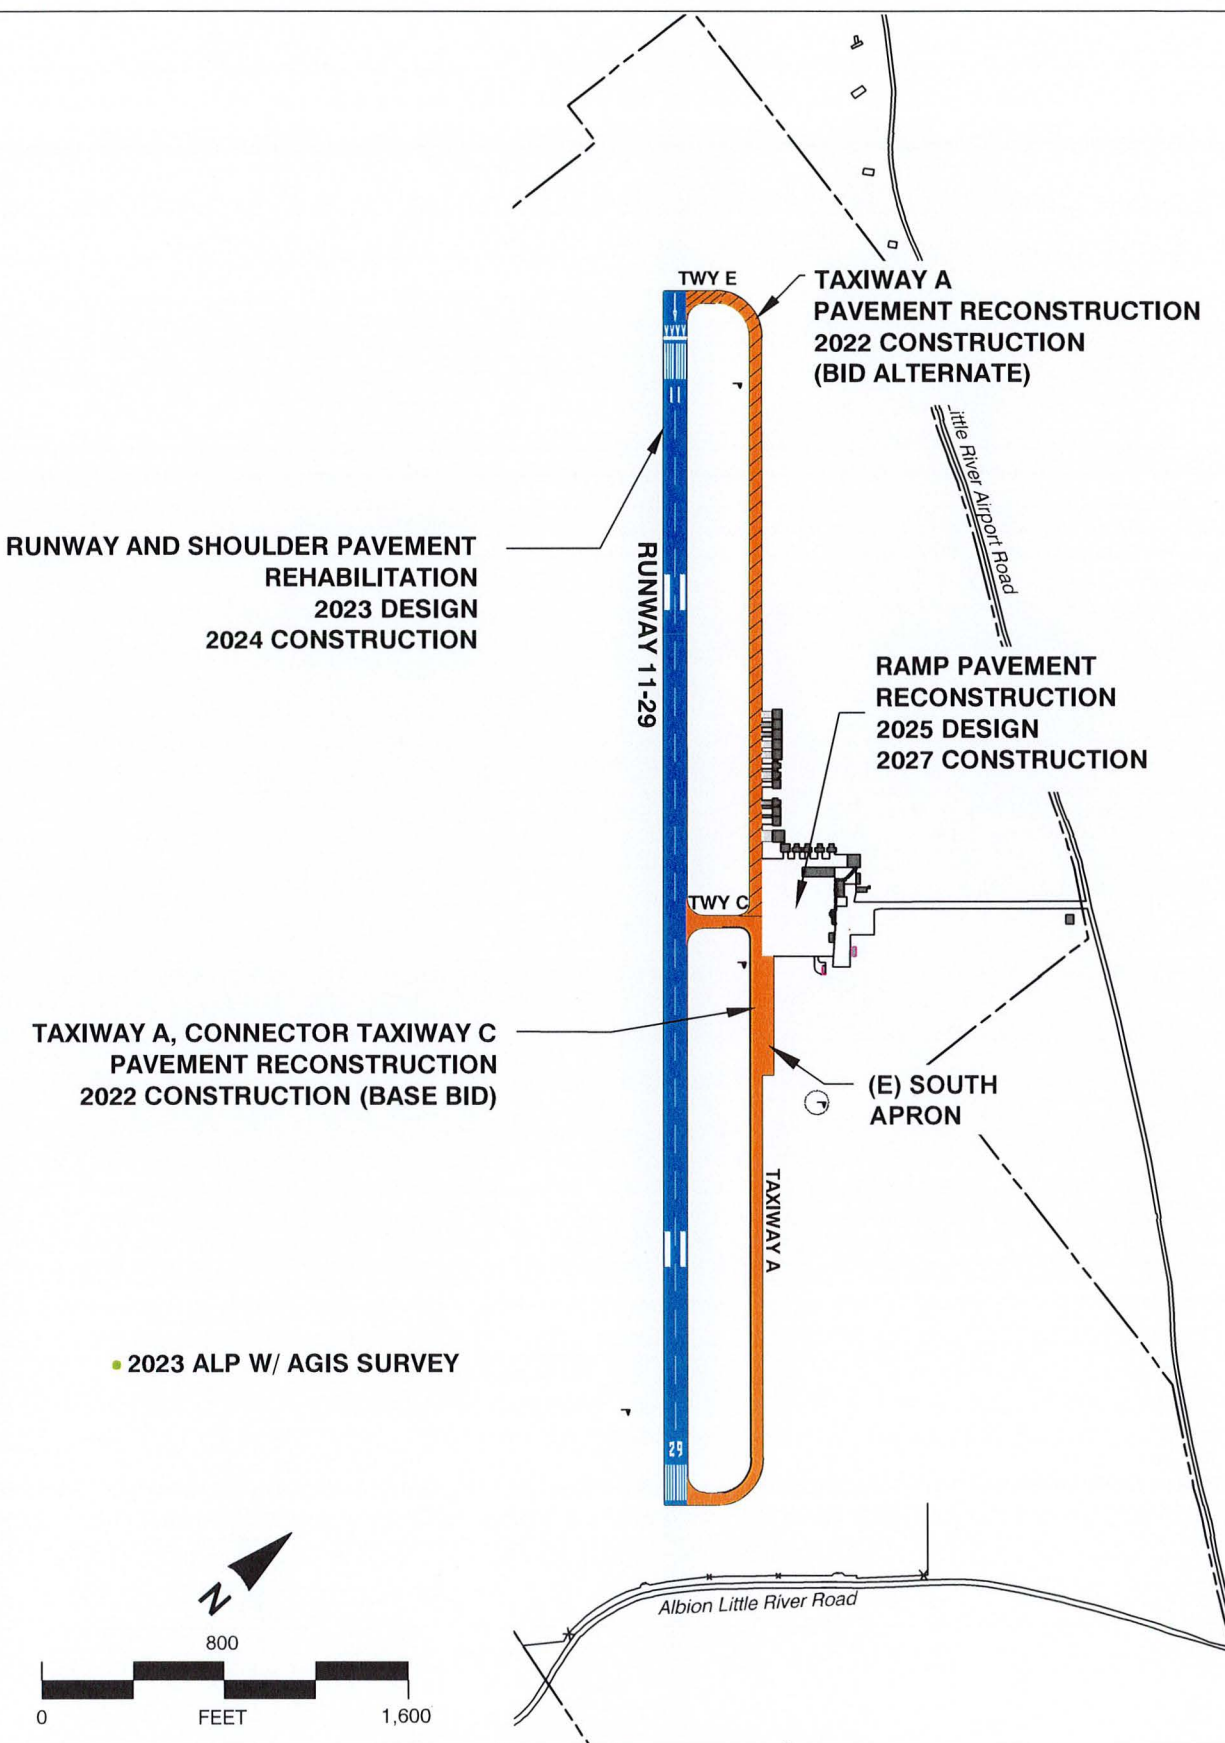 TWY E
TAXIWAY A
PAVEMENT RECONSTRUCTION
2022 CONSTRUCTION
(BID ALTERNATE)
ittle River Airport Road
RUNWAY AND SHOULDER PAVEMENT
REHABILITATION
2023 DESIGN
2024 CONSTRUCTION
RUNWAY 11-29
RAMP PAVEMENT
RECONSTRUCTION
2025 DESIGN
2027 CONSTRUCTION
TWY C
TAXIWAY A, CONNECTOR TAXIWAY C
PAVEMENT RECONSTRUCTION
2022 CONSTRUCTION (BASE BID)
(E) SOUTH
APRON
TAXIWAY A
2023 ALP W/ AGIS SURVEY
29
N
Albion Little River Road
800
0 FEET 1,600